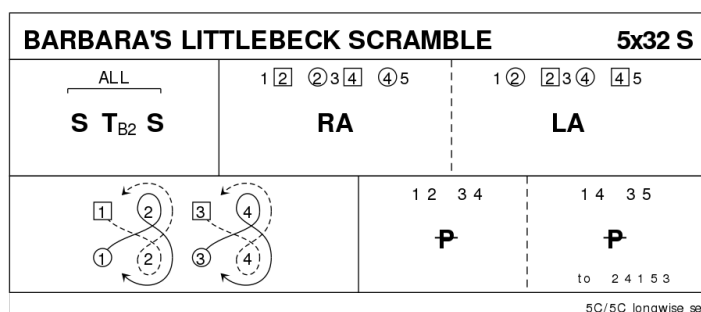 BARBARA'S LITTLEBECK SCRAMBLE 5x32 S
ALL
S T B2 S
1 2 2 3 4 4 5
RA
1 2 2 3 4 4 5
LA
1 2 3 4
1 2 3 4
1 2 3 4
P
1 4 3 5
P
to 2 4 1 5 3
5C/5C longwise se